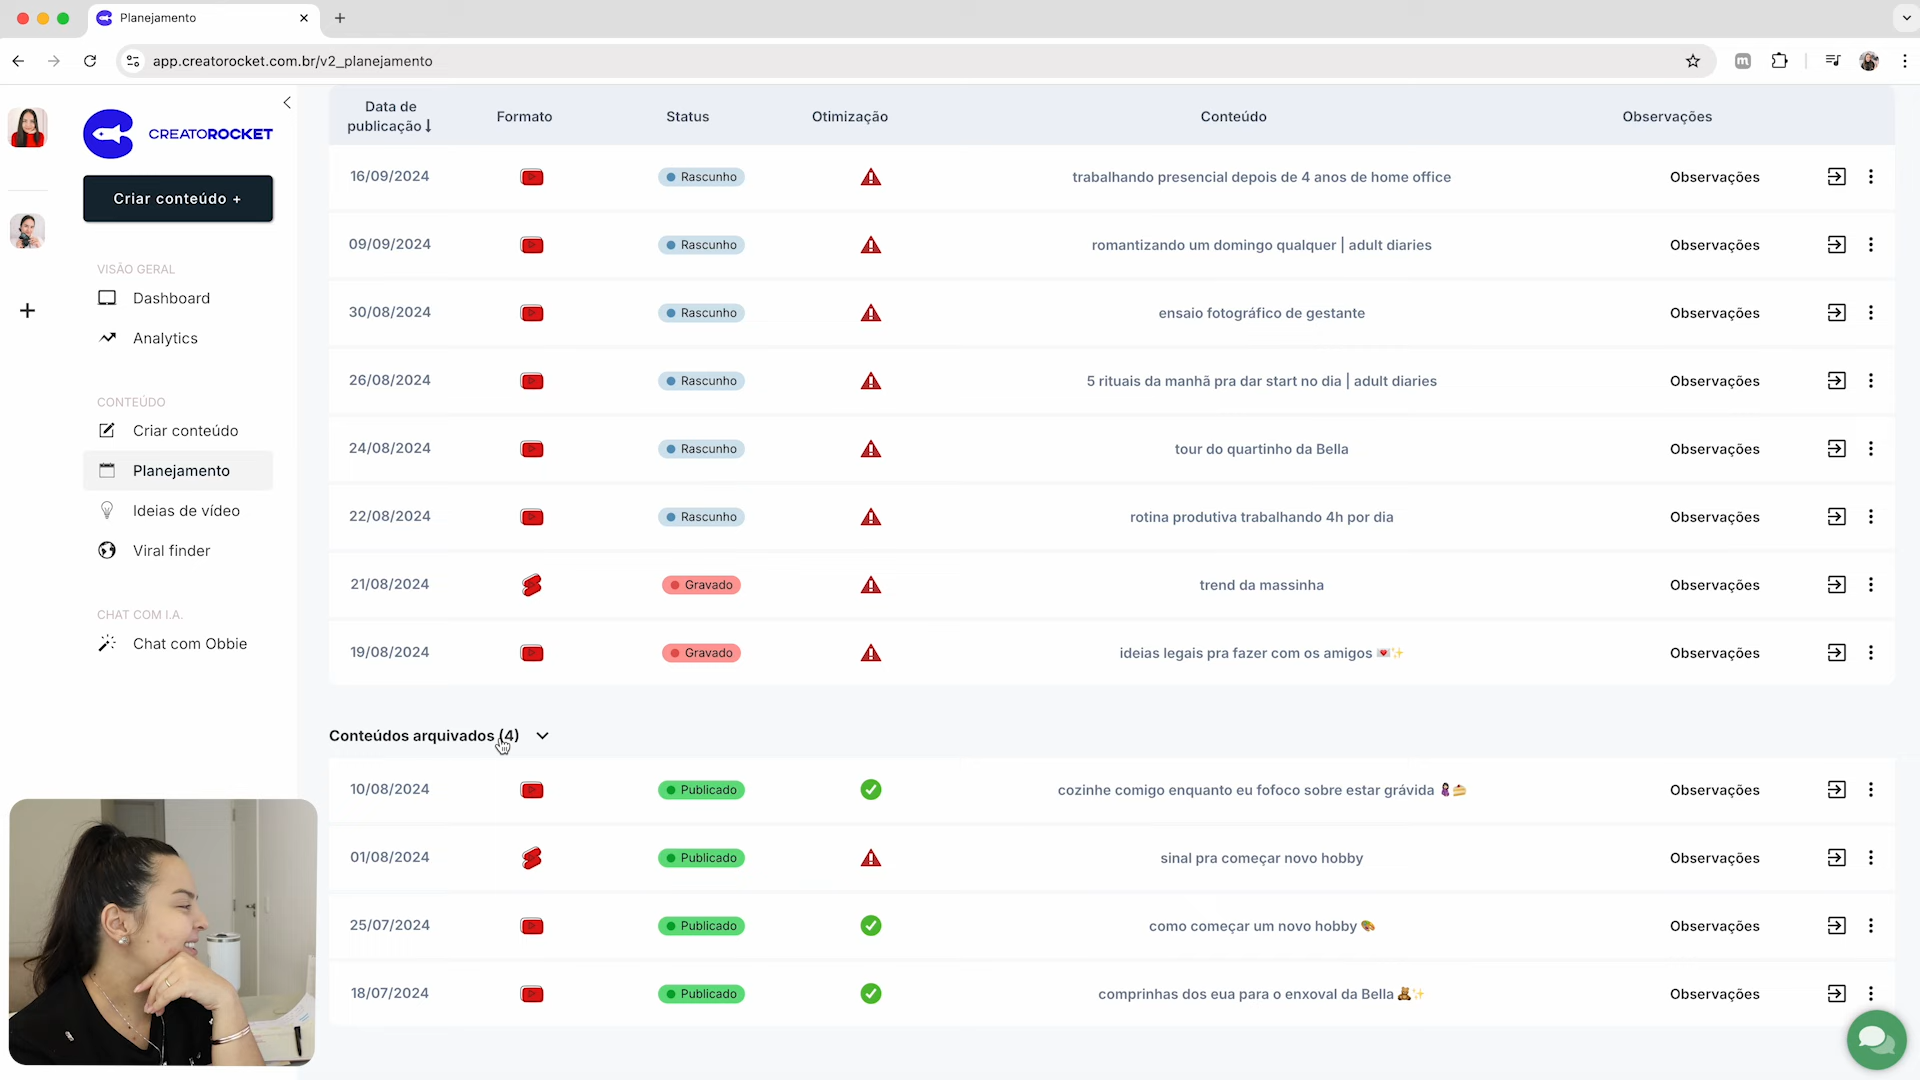 Planejamento
app.creatorocket.com.br/v2_planejamento
m
CREATOROCKET
Criar conteúdo +
VISÃO GERAL
Dashboard
Analytics
CONTEÚDO
Criar conteúdo
Planejamento
Ideias de vídeo
Viral finder
CHAT COM I.A.
Chat com Obbie
Data de publicação Formato Status Otimização Conteúdo Observações
16/09/2024 Rascunho trabalhando presencial depois de 4 anos de home office Observações
09/09/2024 Rascunho romantizando um domingo qualquer | adult diaries Observações
30/08/2024 Rascunho ensaio fotográfico de gestante Observações
26/08/2024 Rascunho 5 rituais da manhã pra dar start no dia | adult diaries Observações
24/08/2024 Rascunho tour do quartinho da Bella Observações
22/08/2024 Rascunho rotina produtiva trabalhando 4h por dia Observações
21/08/2024 Gravado trend da massinha Observações
19/08/2024 Gravado ideias legais pra fazer com os amigos 💌✨ Observações
Conteúdos arquivados (4)
10/08/2024 Publicado cozinhe comigo enquanto eu fofoco sobre estar grávida 🤰🍰 Observações
01/08/2024 Publicado sinal pra começar novo hobby Observações
25/07/2024 Publicado como começar um novo hobby 🎨 Observações
18/07/2024 Publicado comprinhas dos eua para o enxoval da Bella 🧸✨ Observações